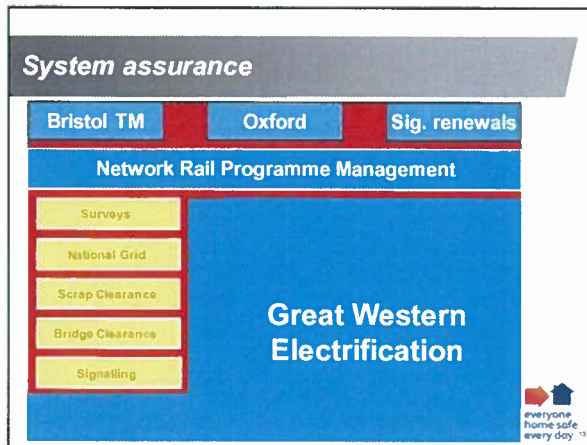 System assurance
Bristol TM
Oxford
Sig. renewals
Network Rail Programme Management
Surveys
National Grid
Scrap Clearance
Bridge Clearance
Signalling
Great Western
Electrification
everyone
home safe
every day